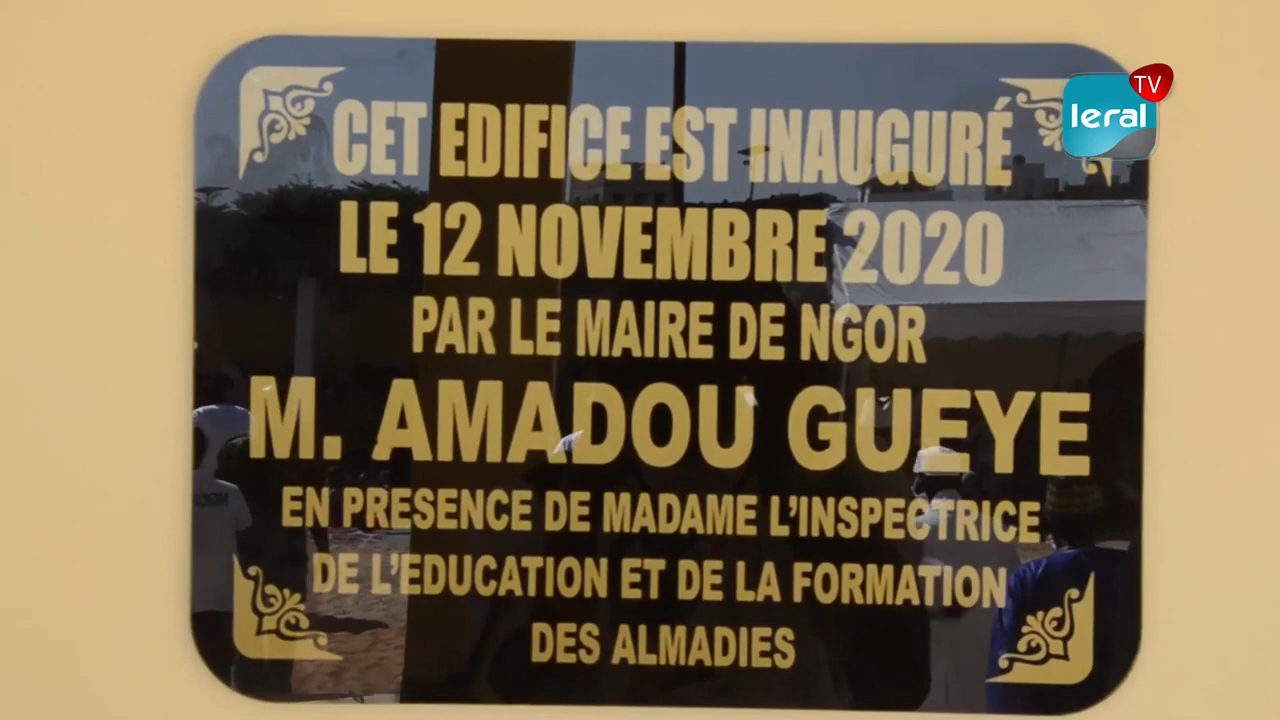 TV
leral
CET EDIFICE EST INAUGURÉ
LE 12 NOVEMBRE 2020
PAR LE MAIRE DE NGOR
M. AMADOU GUEYE
EN PRESENCE DE MADAME L'INSPECTRICE
DE L'EDUCATION ET DE LA FORMATION
DES ALMADIES